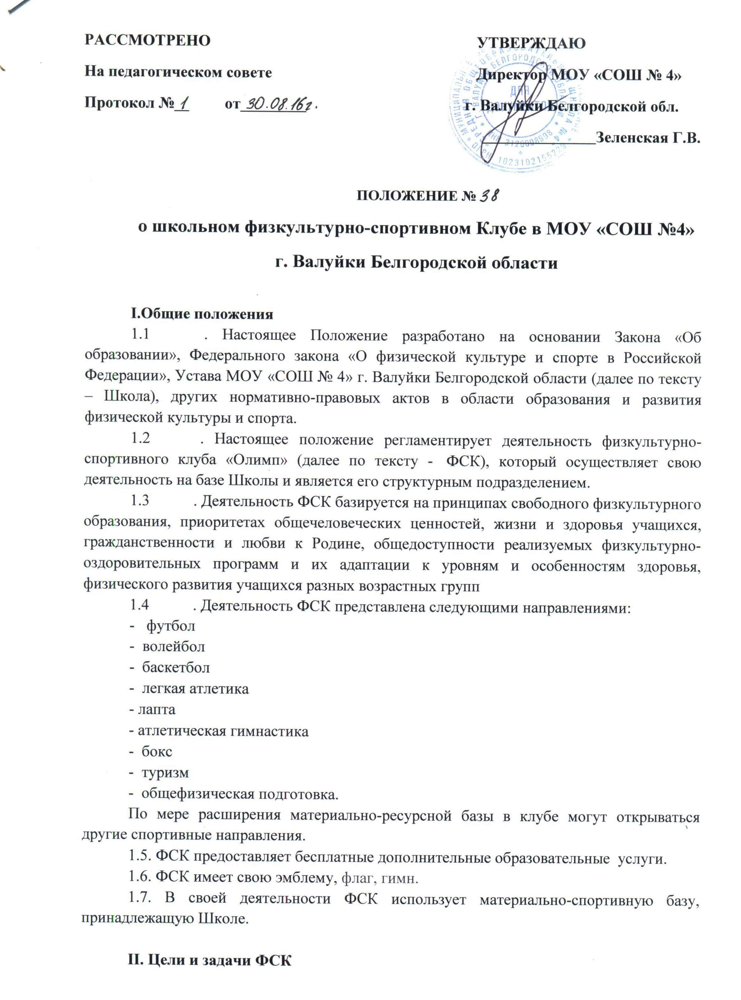 РАССМОТРЕНО
На педагогическом совете
Протокол № 1 от 30.08.16г.
УТВЕРЖДАЮ
Директор МОУ «СОШ № 4»
г. Валуйки Белгородской обл.
Зеленская Г.В.
ДЛЯ
ДОКУМЕНТОВ
ПОЛОЖЕНИЕ № 38
о школьном физкультурно-спортивном Клубе в МОУ «СОШ №4»
г. Валуйки Белгородской области
I.Общие положения
1.1 . Настоящее Положение разработано на основании Закона «Об
образовании», Федерального закона «О физической культуре и спорте в Российской
Федерации», Устава МОУ «СОШ № 4» г. Валуйки Белгородской области (далее по тексту
– Школа), других нормативно-правовых актов в области образования и развития
физической культуры и спорта.
1.2 . Настоящее положение регламентирует деятельность физкультурно-
спортивного клуба «Олимп» (далее по тексту - ФСК), который осуществляет свою
деятельность на базе Школы и является его структурным подразделением.
1.3 . Деятельность ФСК базируется на принципах свободного физкультурного
образования, приоритетах общечеловеческих ценностей, жизни и здоровья учащихся,
гражданственности и любви к Родине, общедоступности реализуемых физкультурно-
оздоровительных программ и их адаптации к уровням и особенностям здоровья,
физического развития учащихся разных возрастных групп
1.4 . Деятельность ФСК представлена следующими направлениями:
- футбол
- волейбол
- баскетбол
- легкая атлетика
- лапта
- атлетическая гимнастика
- бокс
- туризм
- общефизическая подготовка.
По мере расширения материально-ресурсной базы в клубе могут открываться
другие спортивные направления.
1.5. ФСК предоставляет бесплатные дополнительные образовательные услуги.
1.6. ФСК имеет свою эмблему, флаг, гимн.
1.7. В своей деятельности ФСК использует материально-спортивную базу,
принадлежащую Школе.
II. Цели и задачи ФСК